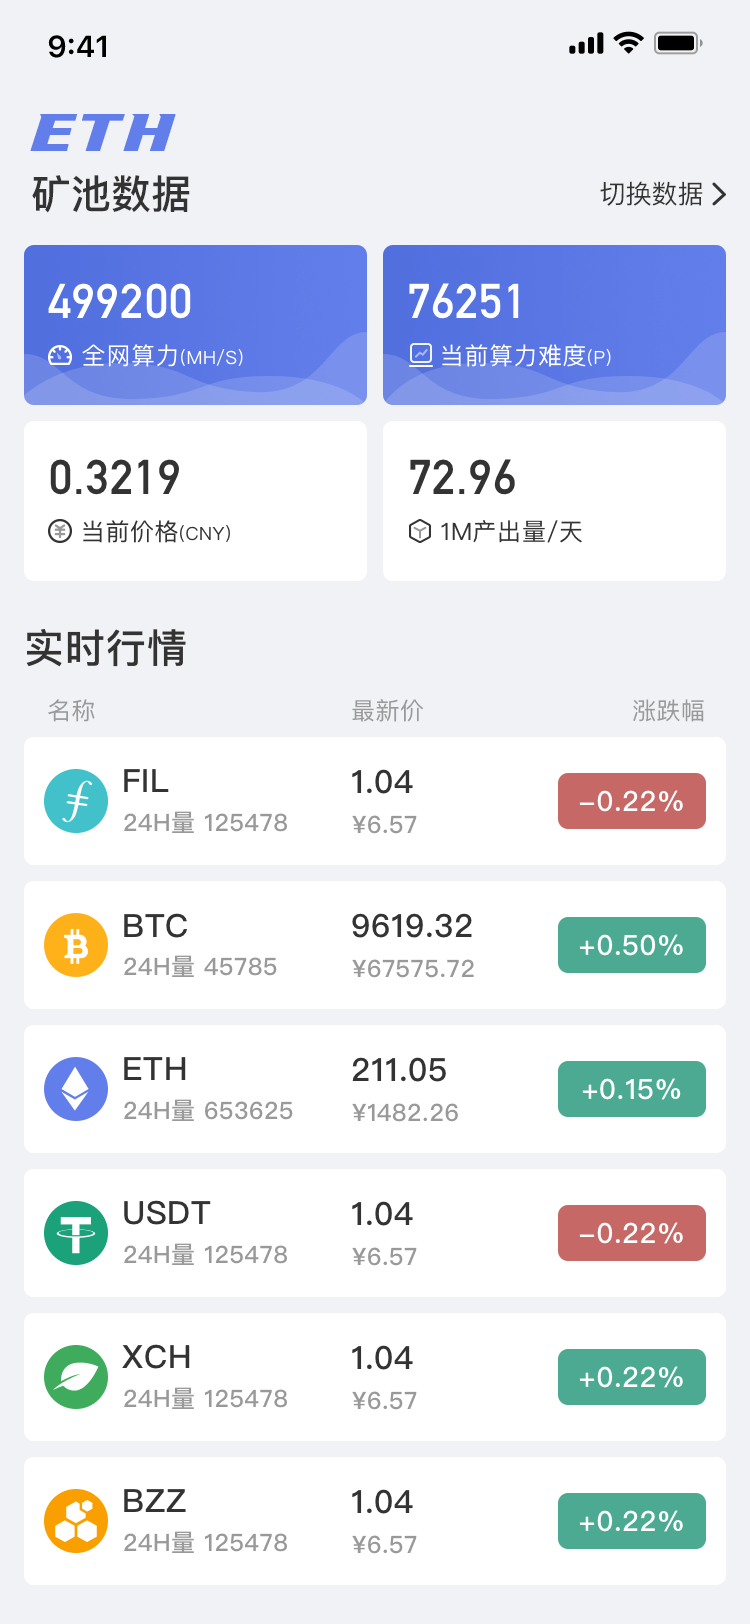 9:41
ETH
矿池数据
切换数据
499200
全网算力(MH/S)
76251
当前算力难度(P)
0.3219
当前价格(CNY)
72.96
1M产出量/天
实时行情
名称 最新价 涨跌幅
FIL 1.04
24H量 125478 ¥6.57
-0.22%
BTC 9619.32
24H量 45785 ¥67575.72
+0.50%
ETH 211.05
24H量 653625 ¥1482.26
+0.15%
USDT 1.04
24H量 125478 ¥6.57
-0.22%
XCH 1.04
24H量 125478 ¥6.57
+0.22%
BZZ 1.04
24H量 125478 ¥6.57
+0.22%